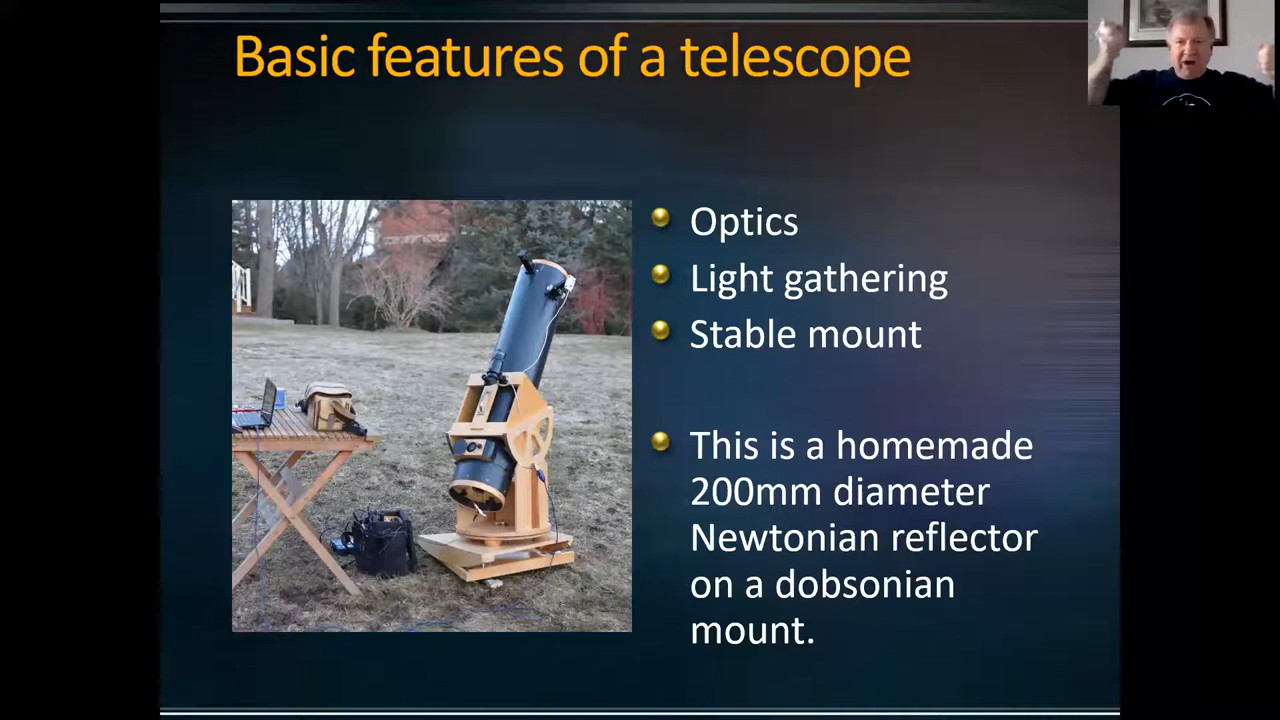 Basic features of a telescope
Optics
Light gathering
Stable mount
This is a homemade
200mm diameter
Newtonian reflector
on a dobsonian
mount.